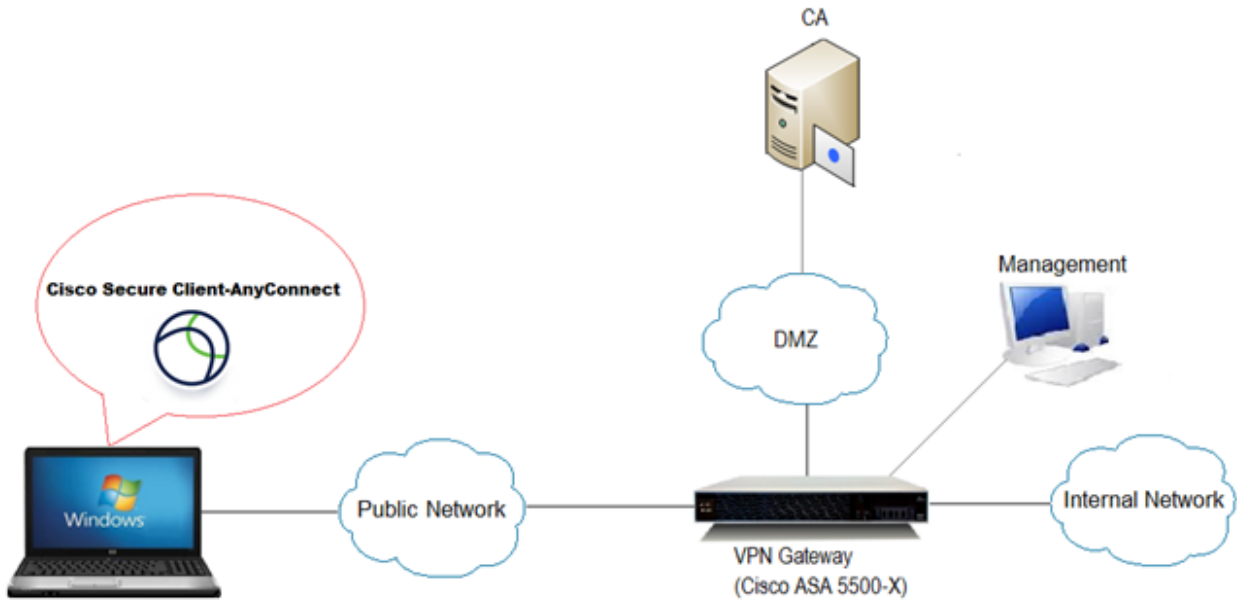 CA
Management
Cisco Secure Client-AnyConnect
DMZ
Windows
Public Network
Internal Network
VPN Gateway
(Cisco ASA 5500-X)